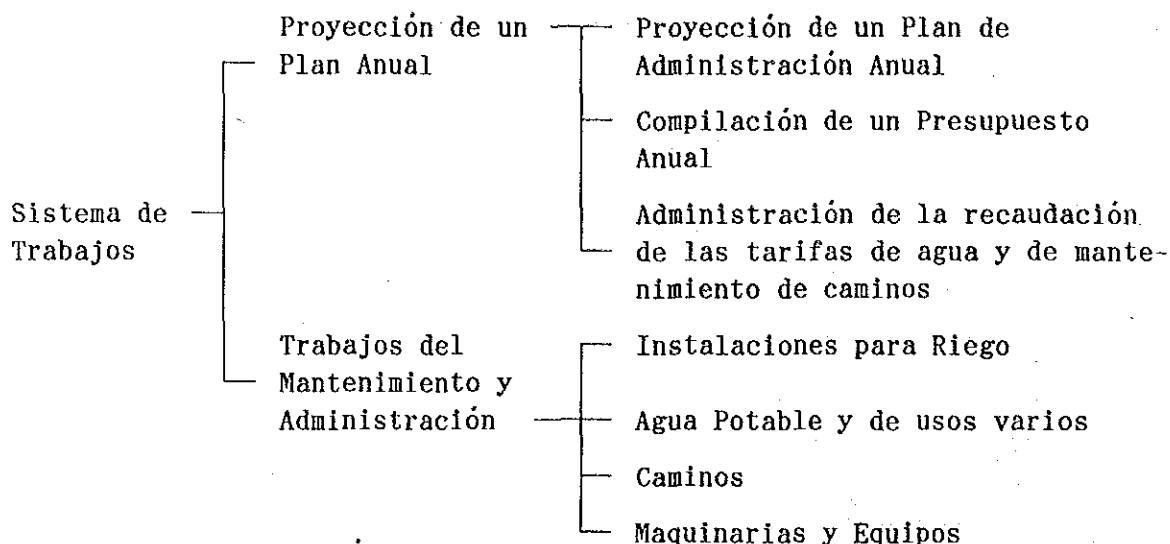 Proyección de un
Plan Anual
Proyección de un Plan de
Administración Anual
Compilación de un Presupuesto
Anual
Sistema de
Trabajos
Administración de la recaudación
de las tarifas de agua y de mante-
nimiento de caminos
Trabajos del
Mantenimiento y
Administración
Instalaciones para Riego
Agua Potable y de usos varios
Caminos
Maquinarias y Equipos